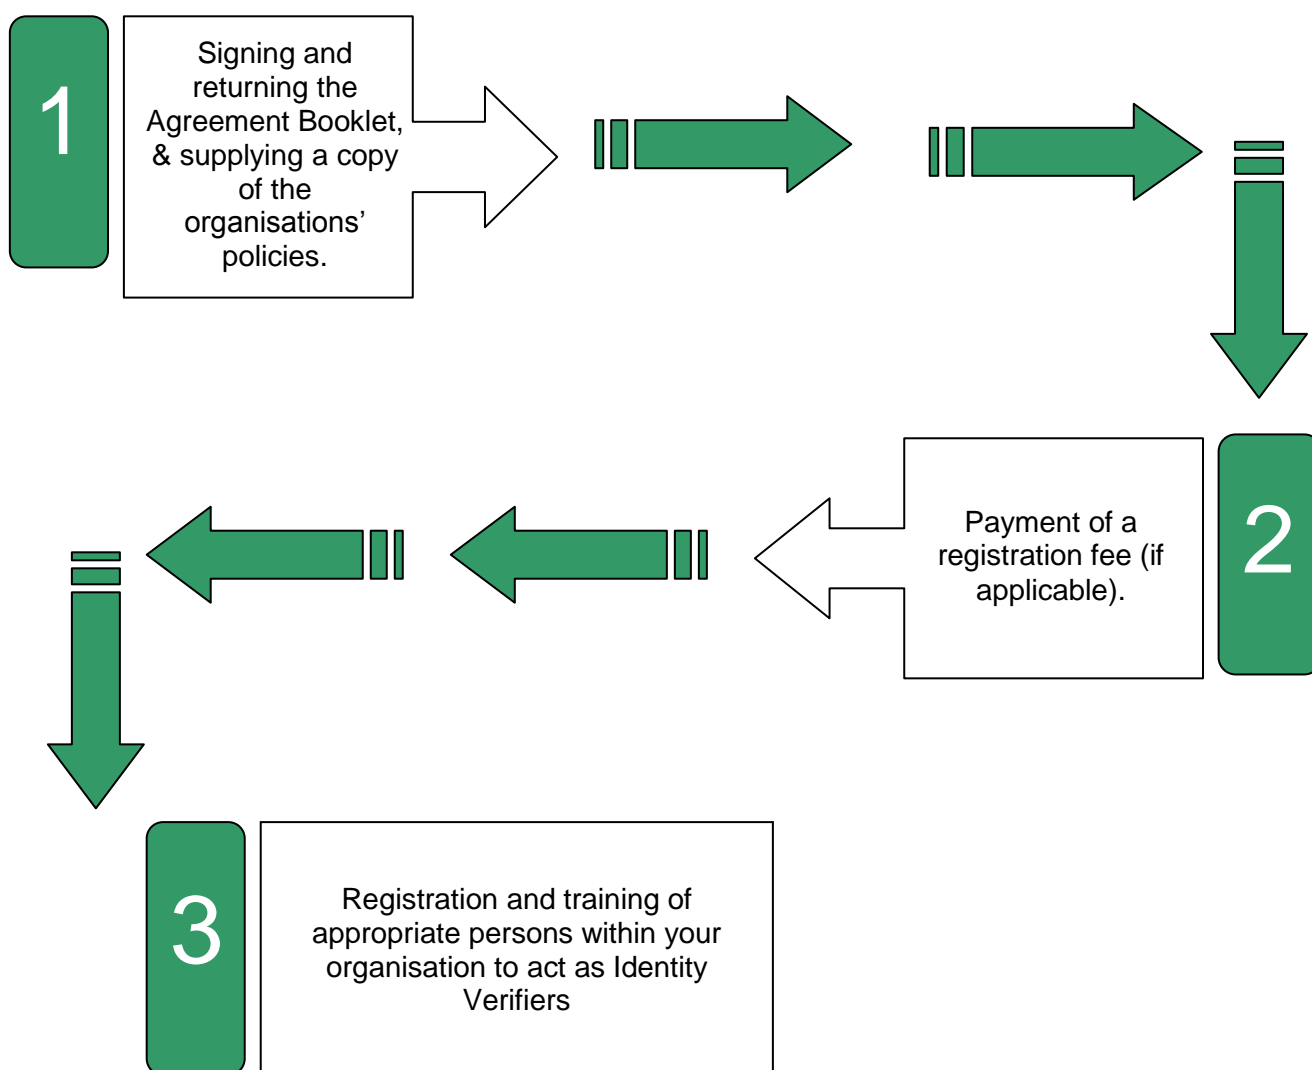 1
Signing and
returning the
Agreement Booklet,
& supplying a copy
of the
organisations’
policies.
Payment of a
registration fee (if
applicable).
2
3
Registration and training of
appropriate persons within your
organisation to act as Identity
Verifiers